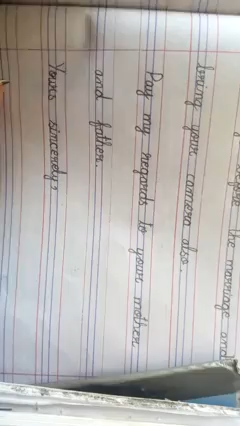 the marriage and
bring your camera also.
Pay my regards to your mother
and father.
Yours sincerely,